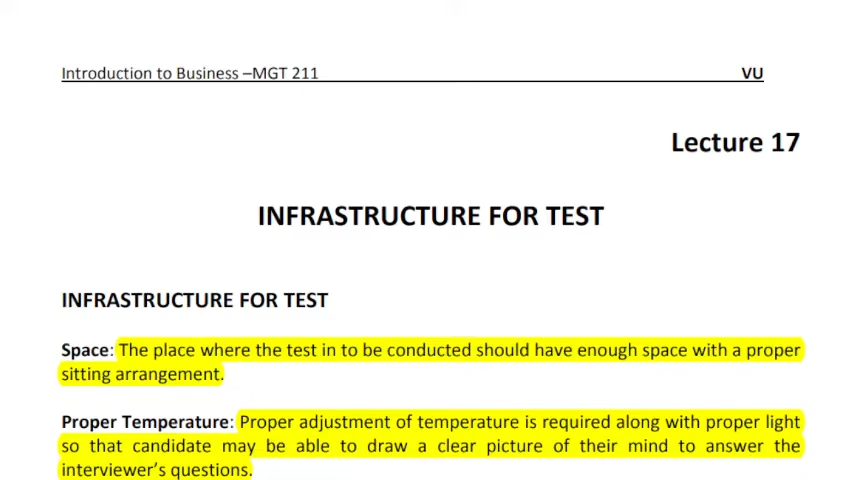 Introduction to Business –MGT 211 VU
Lecture 17
INFRASTRUCTURE FOR TEST
INFRASTRUCTURE FOR TEST
Space: The place where the test in to be conducted should have enough space with a proper
sitting arrangement.
Proper Temperature: Proper adjustment of temperature is required along with proper light
so that candidate may be able to draw a clear picture of their mind to answer the
interviewer’s questions.